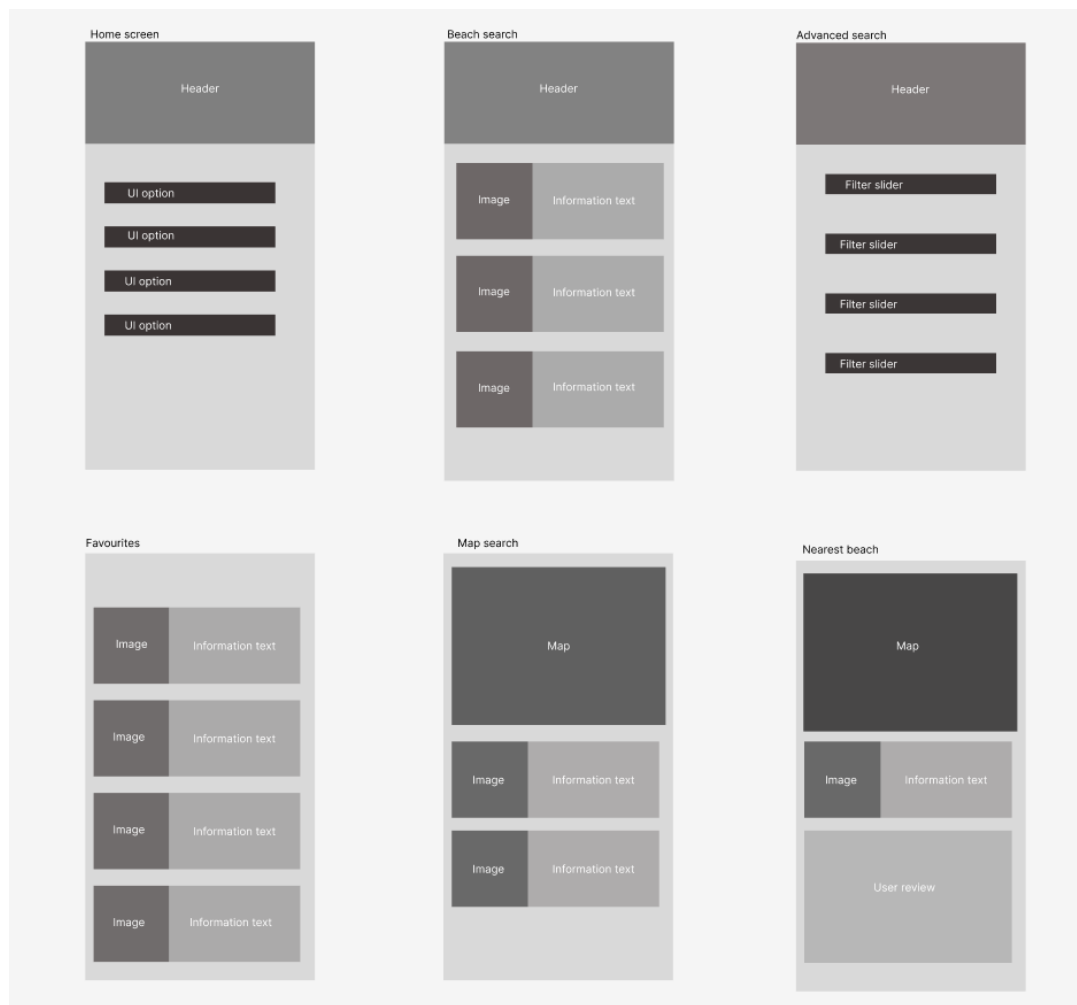 Home screen
Header
UI option
UI option
UI option
UI option
Beach search
Header
Image
Information text
Image
Information text
Image
Information text
Advanced search
Header
Filter slider
Filter slider
Filter slider
Filter slider
Favourites
Image
Information text
Image
Information text
Image
Information text
Image
Information text
Map search
Map
Image
Information text
Image
Information text
Nearest beach
Map
Image
Information text
User review